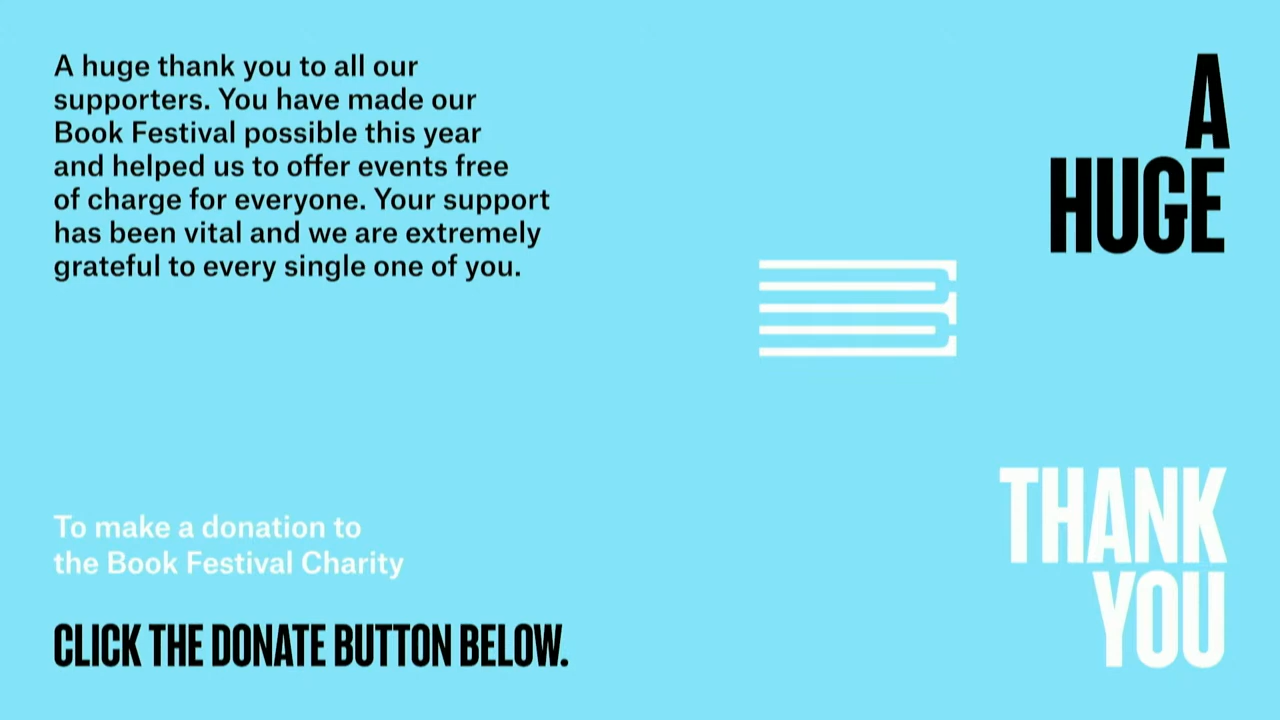 A huge thank you to all our
supporters. You have made our
Book Festival possible this year
and helped us to offer events free
of charge for everyone. Your support
has been vital and we are extremely
grateful to every single one of you.
To make a donation to
the Book Festival Charity
CLICK THE DONATE BUTTON BELOW.
A
HUGE
THANK
YOU